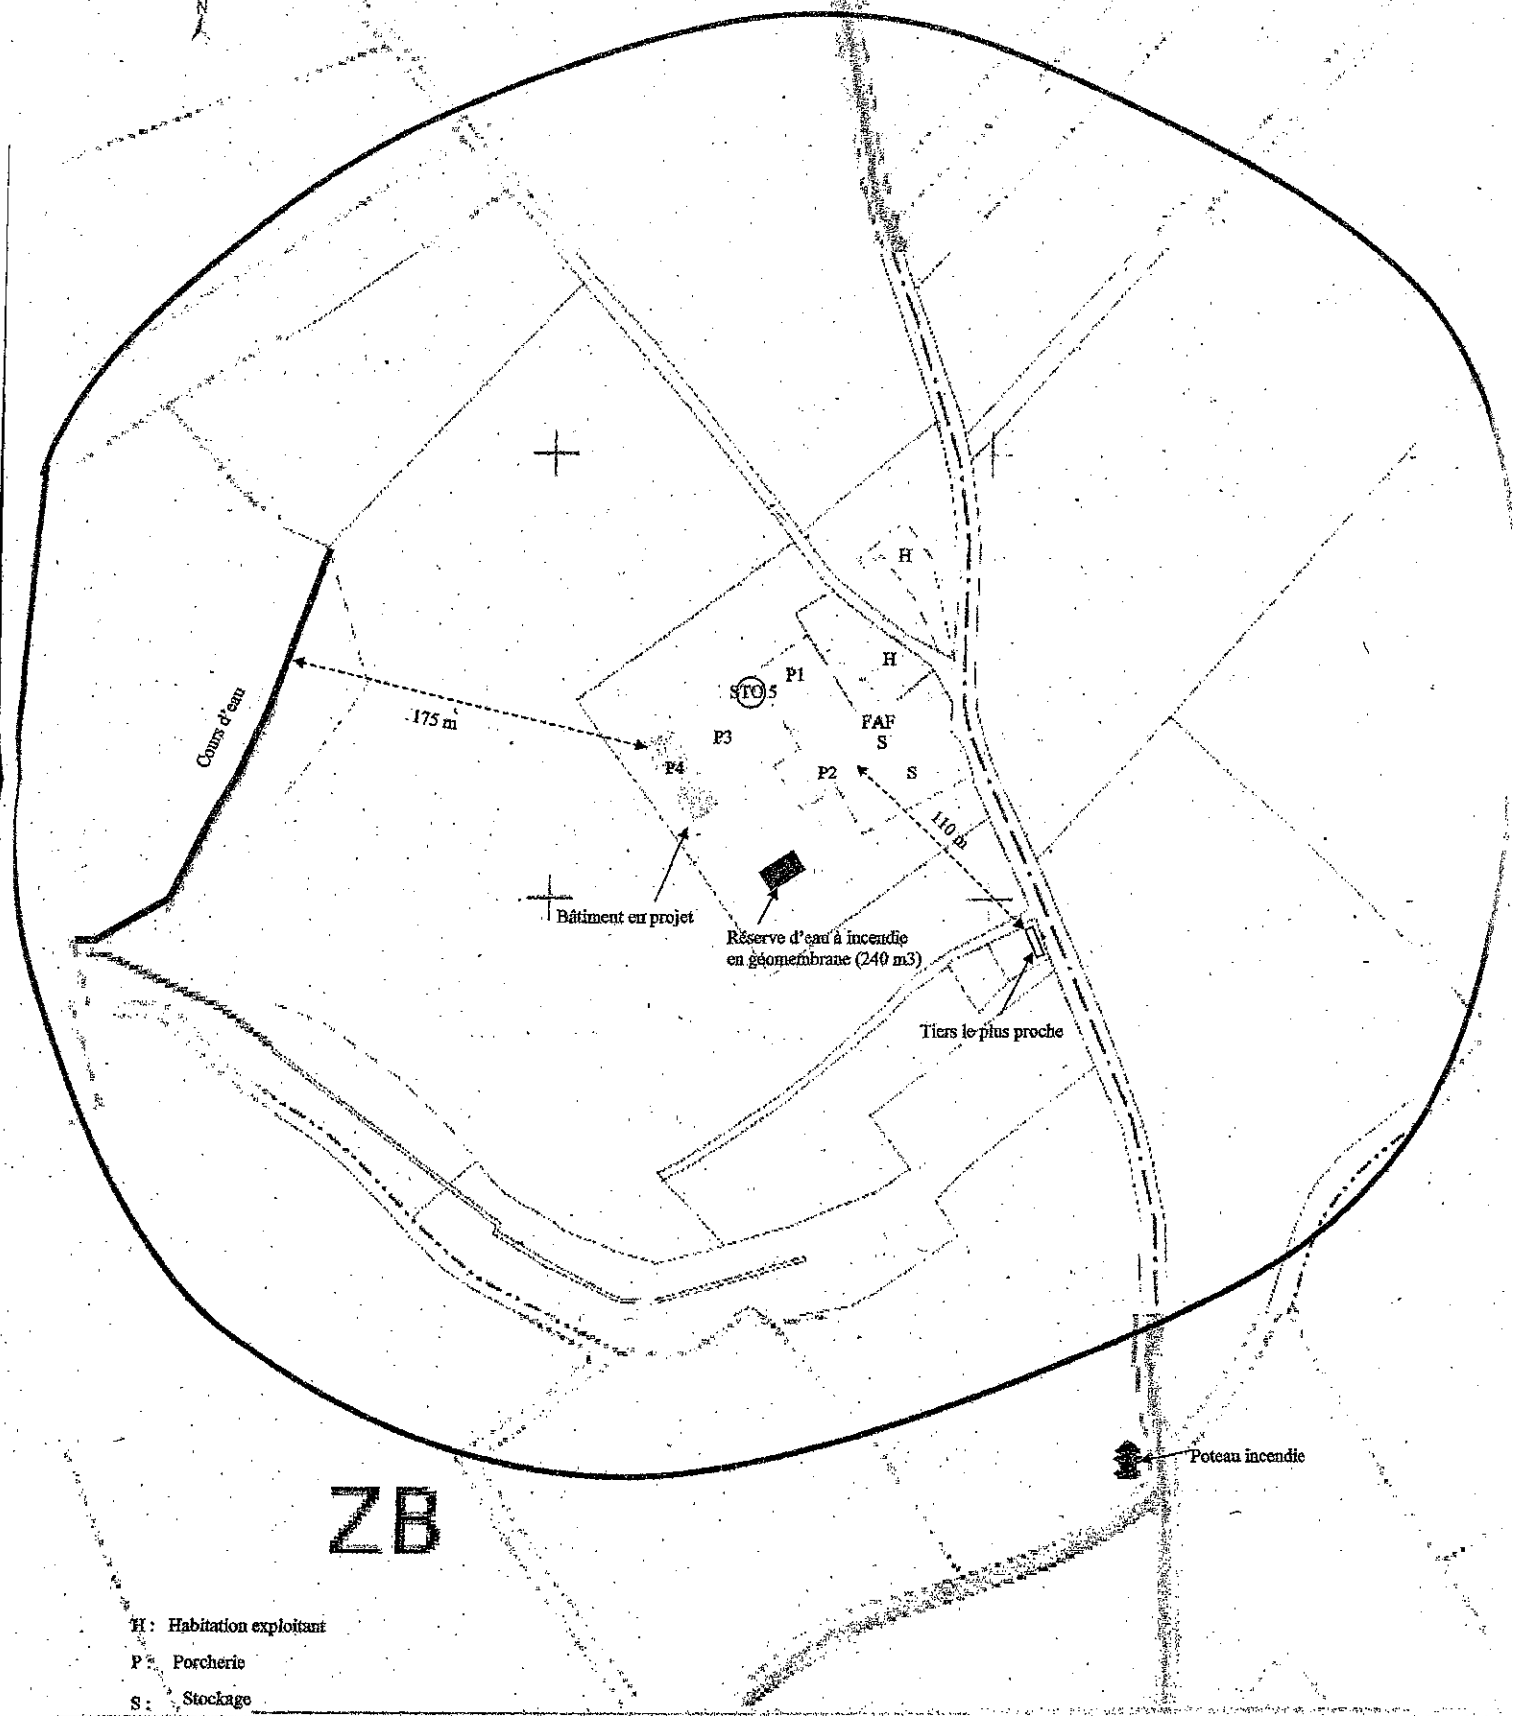 N
H
H
P1
STO 5
FAF
S
P3
P2
S
P4
175 m
Cours d'eau
110 m
Bâtiment en projet
Réserve d'eau à incendie
en géomembrane (240 m3)
Tiers le plus proche
Poteau incendie
ZB
H : Habitation exploitant
P : Porcherie
S : Stockage